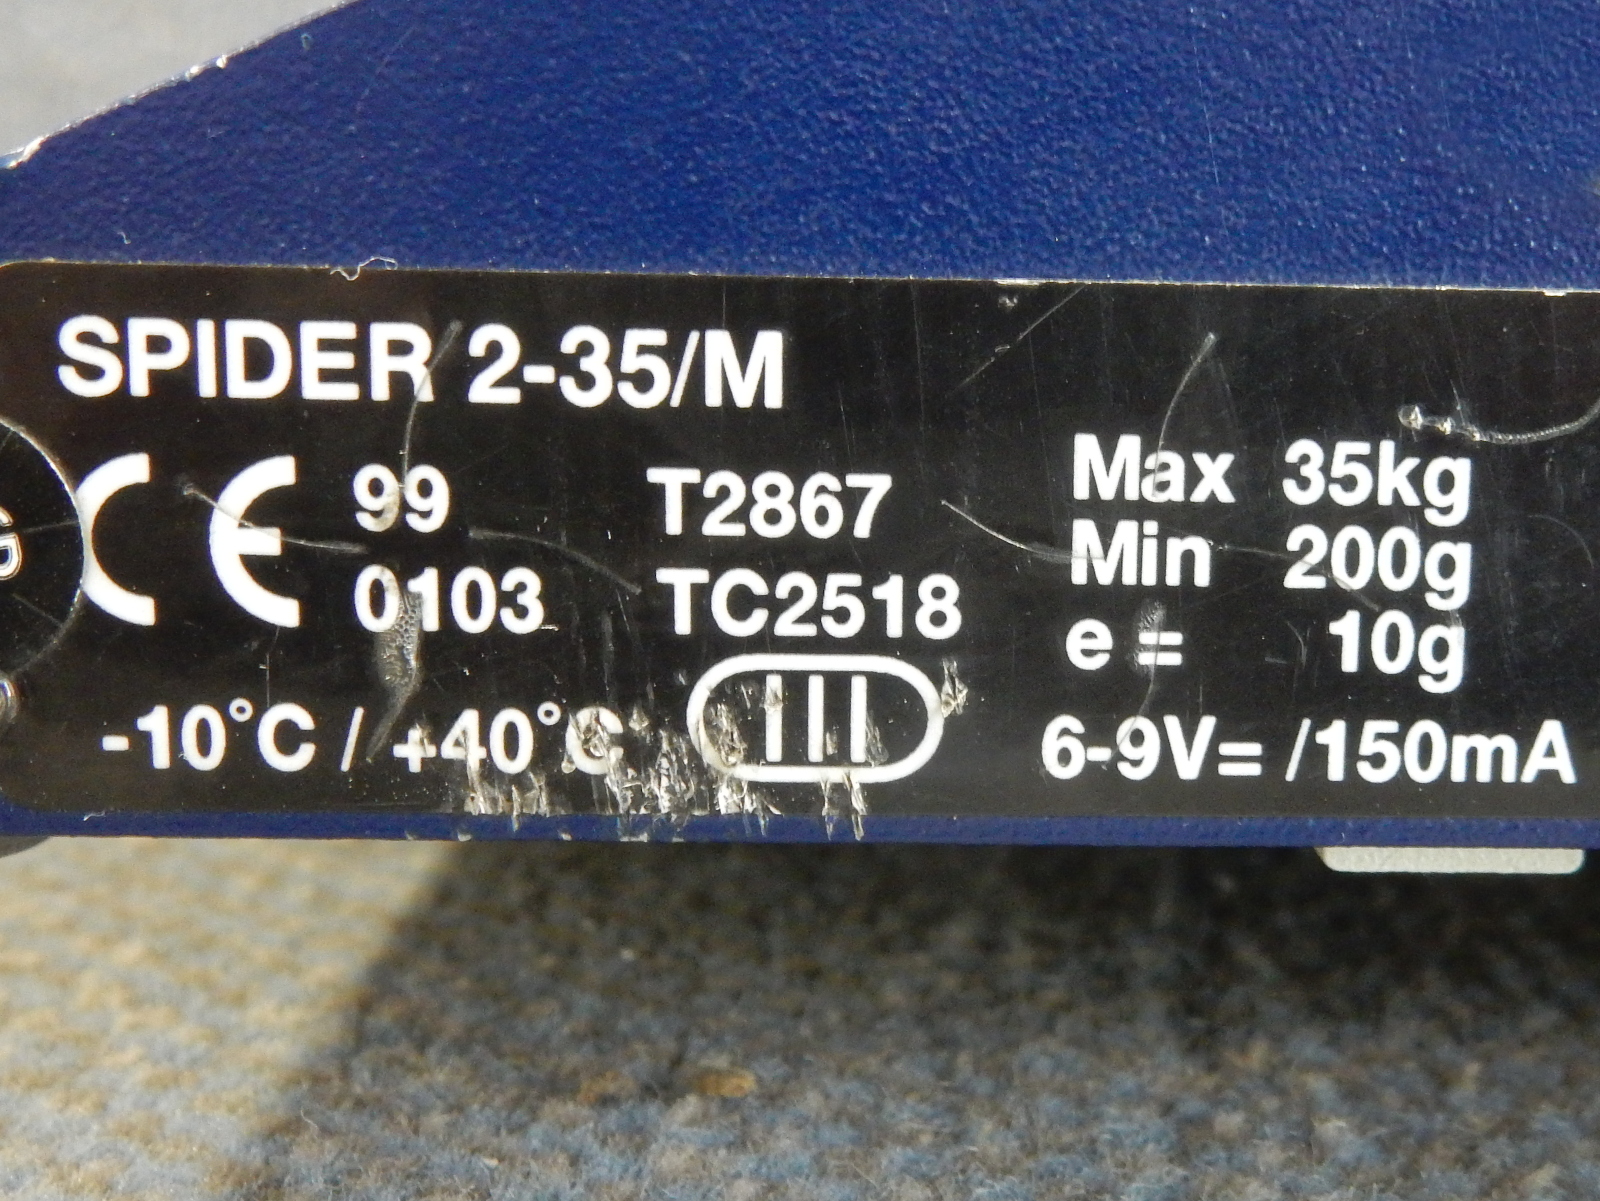 SPIDER 2-35/M
CE 99 T2867 Max 35kg
0103 TC2518 Min 200g
III e = 10g
-10°C / +40°C 6-9V= /150mA